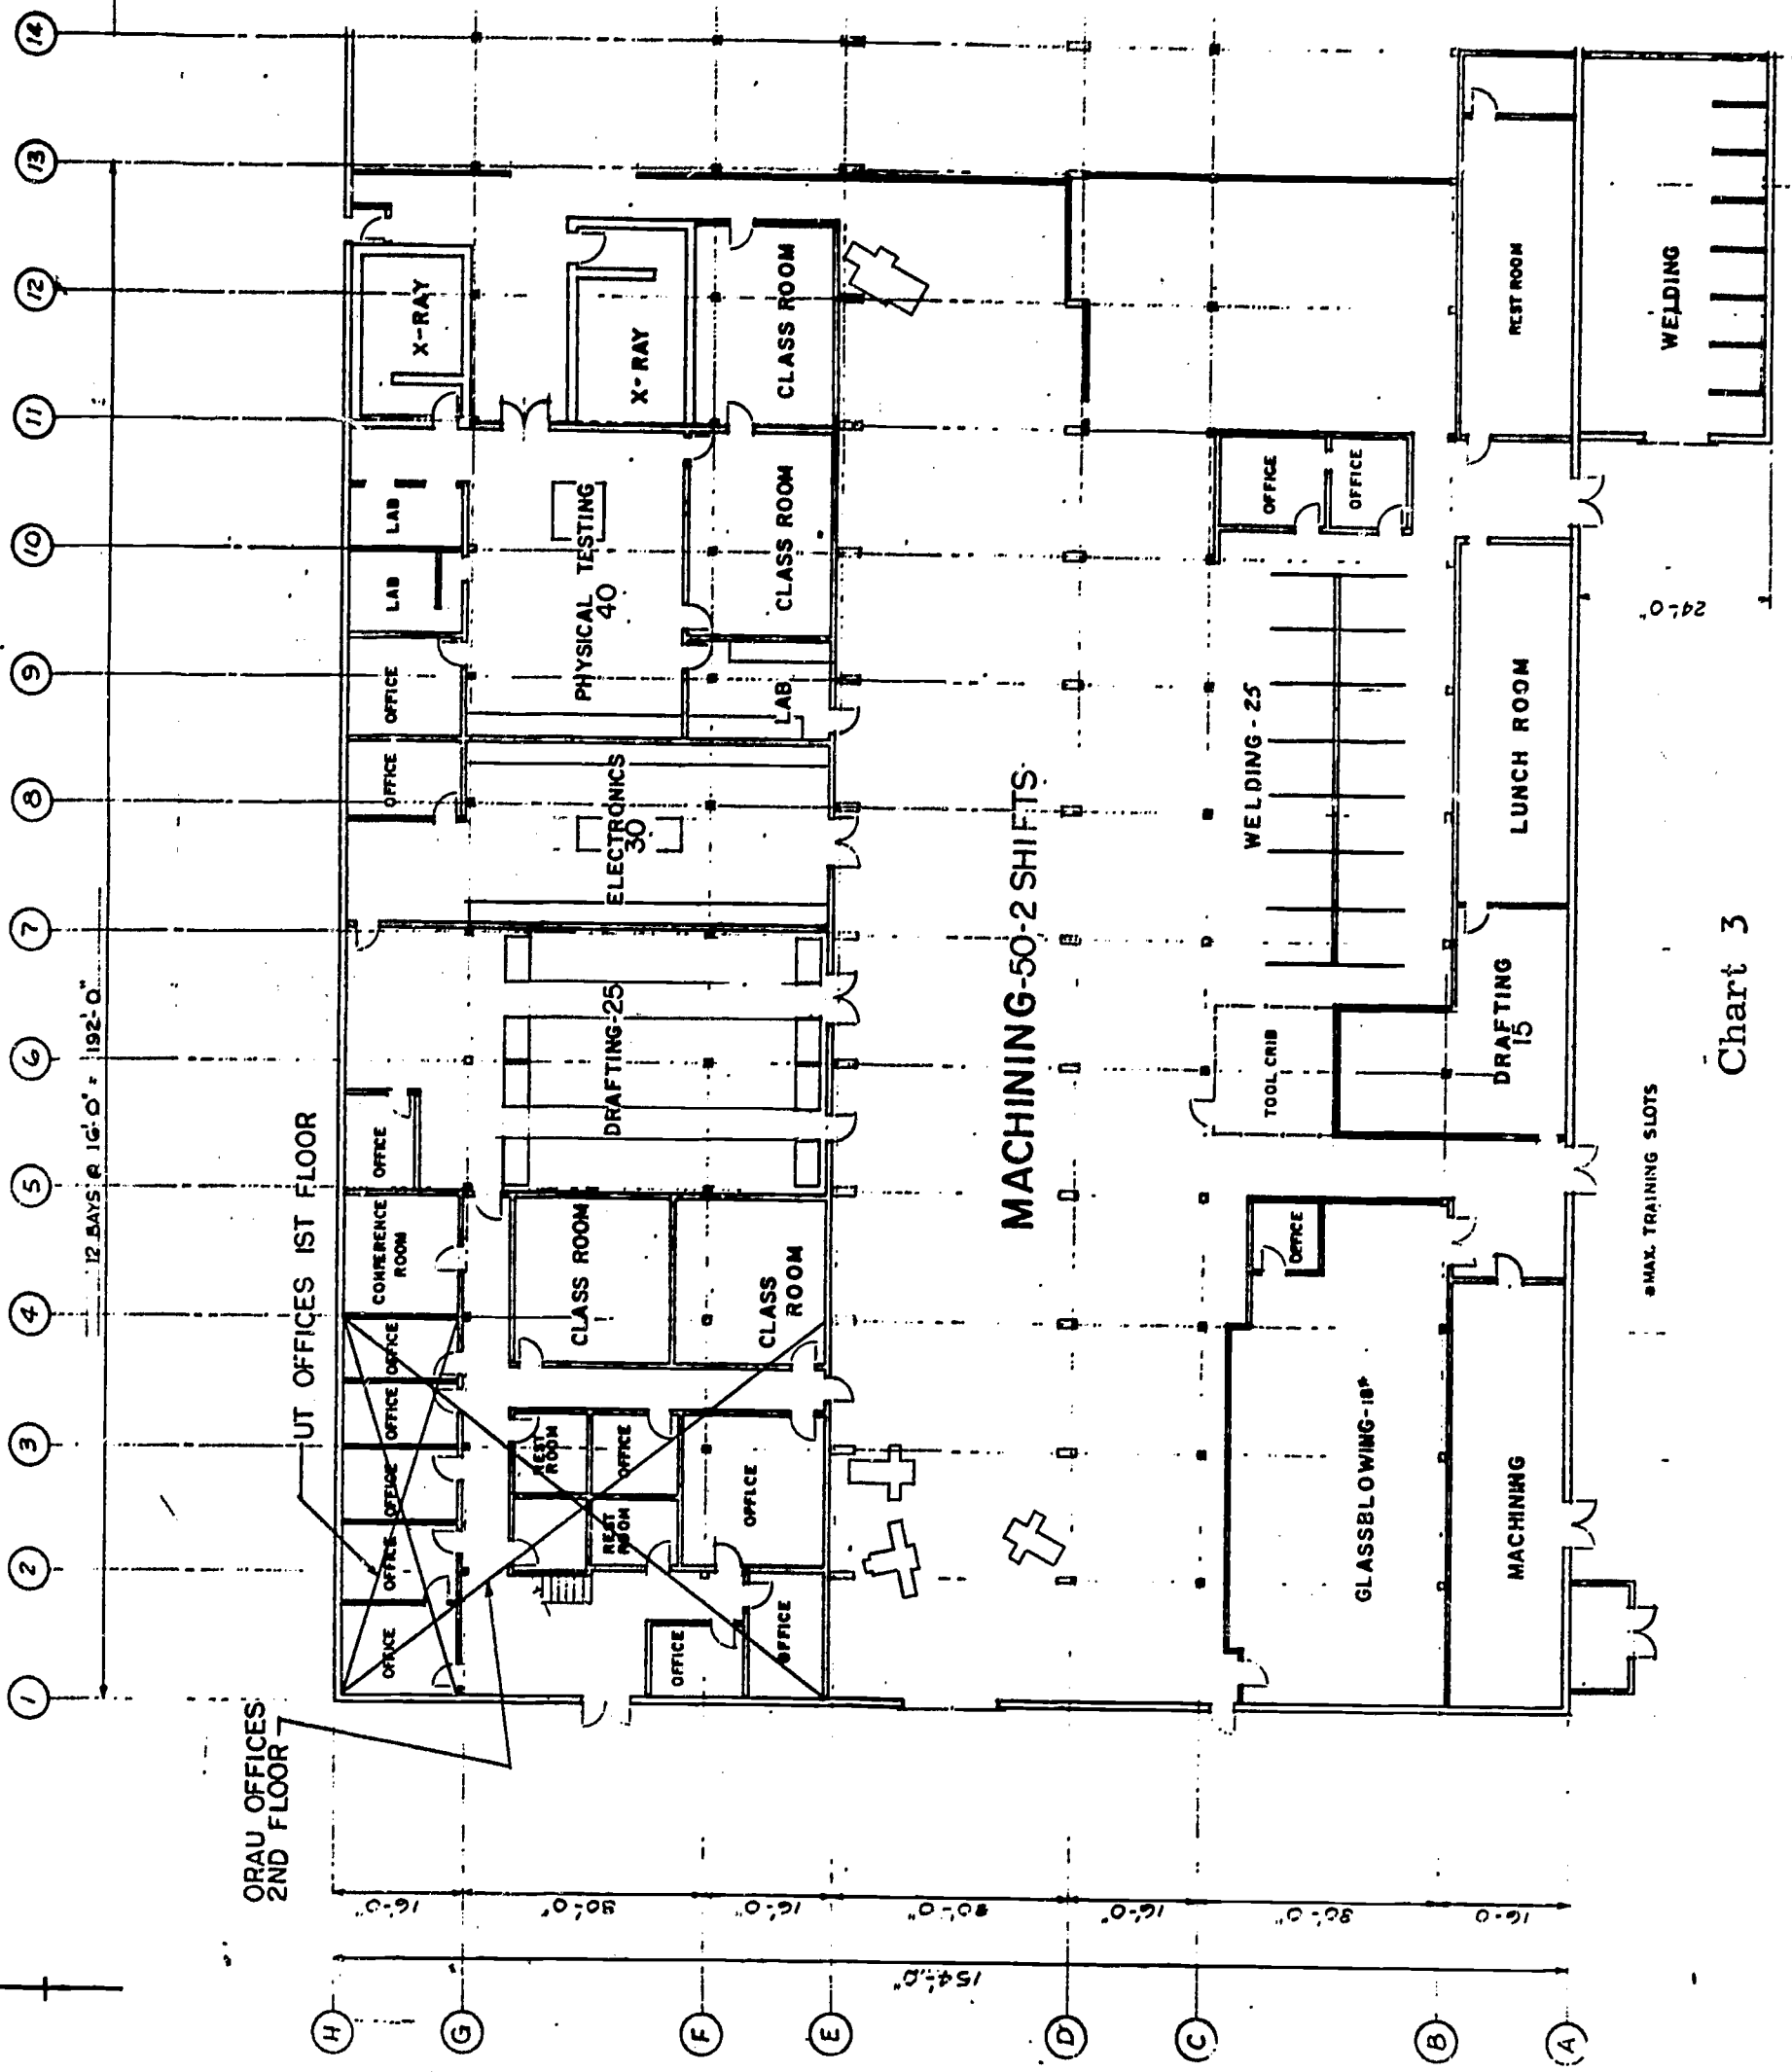 14
13
12
11
10
9
8
7
6
5
4
3
2
1
12 BAYS @ 16'-0" = 192'-0"
UT OFFICES 1ST FLOOR
ORAU OFFICES
2ND FLOOR
X-RAY
X-RAY
CLASS ROOM
LAB
LAB
PHYSICAL TESTING
40
CLASS ROOM
OFFICE
LAB
OFFICE
ELECTRONICS
30
DRAFTING-25
OFFICE
CONFERENCE
ROOM
CLASS ROOM
CLASS
ROOM
OFFICE
OFFICE
OFFICE
OFFICE
OFFICE
REST
ROOM
OFFICE
REST
ROOM
OFFICE
OFFICE
OFFICE
MACHINING-50-2 SHIFTS
REST ROOM
WELDING
OFFICE
OFFICE
WELDING-25
LUNCH ROOM
24'-0"
TOOL CRIB
DRAFTING
15
OFFICE
GLASSBLOWING-18*
MACHINING
MAX. TRAINING SLOTS
Chart 3
16'-0"
30'-0"
16'-0"
16'-0"
30'-0"
16'-0
154'-0"
H
G
F
E
D
C
B
A